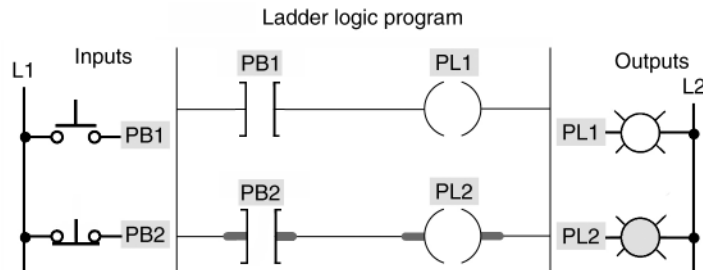 Ladder logic program
L1 Inputs PB1 PL1 Outputs L2
PB1 PL1
PB2 PL2
PB2 PL2